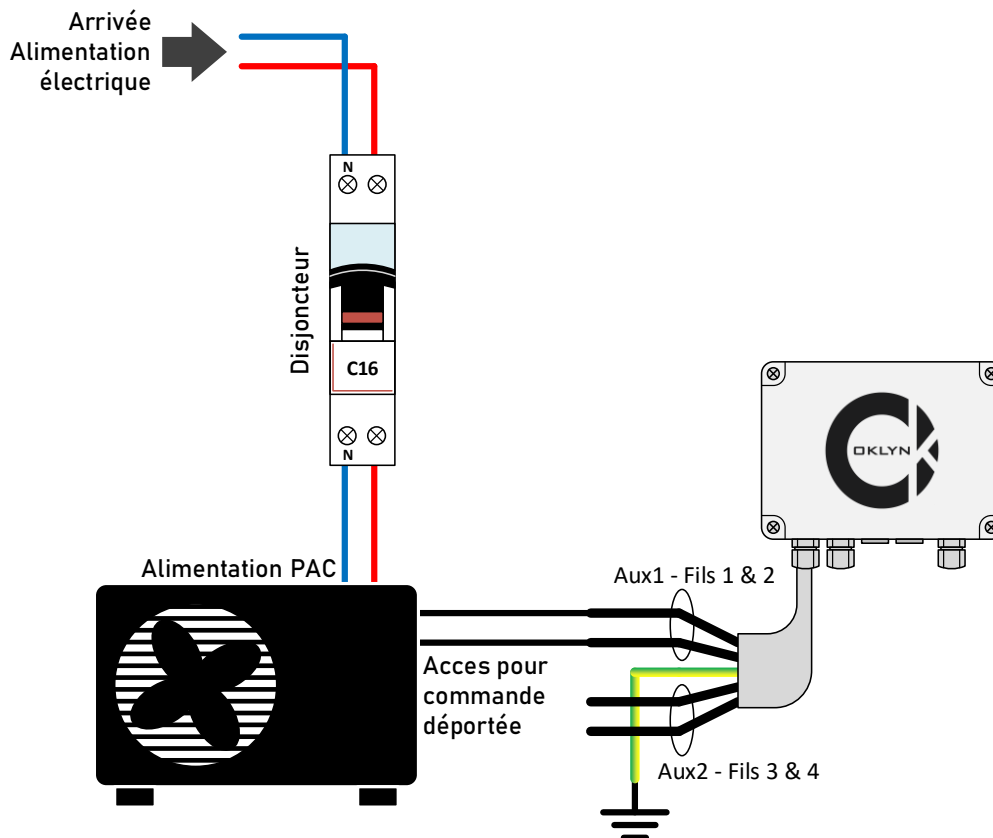 Arrivée
Alimentation
électrique
N
Disjoncteur
C16
N
OKLYN
Alimentation PAC
Aux1 - Fils 1 & 2
Acces pour
commande
déportée
Aux2 - Fils 3 & 4